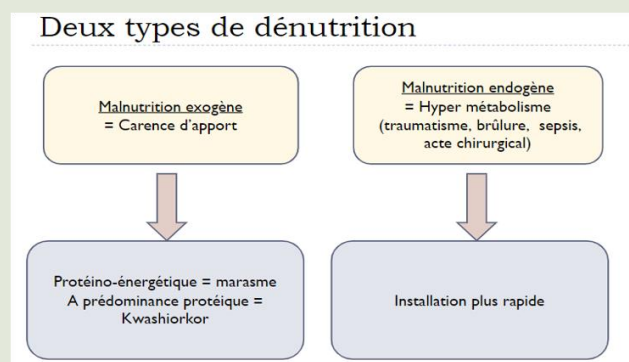 Deux types de dénutrition
Malnutrition exogène
= Carence d'apport
Malnutrition endogène
= Hyper métabolisme
(traumatisme, brûlure, sepsis,
acte chirurgical)
Protéino-énergétique = marasme
A prédominance protéique =
Kwashiorkor
Installation plus rapide